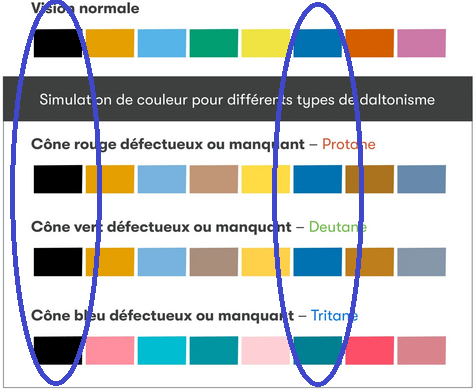 Vision normale
Simulation de couleur pour différents types de daltonisme
Cône rouge défectueux ou manquant – Protane
Cône vert défectueux ou manquant – Deutane
Cône bleu défectueux ou manquant – Tritane